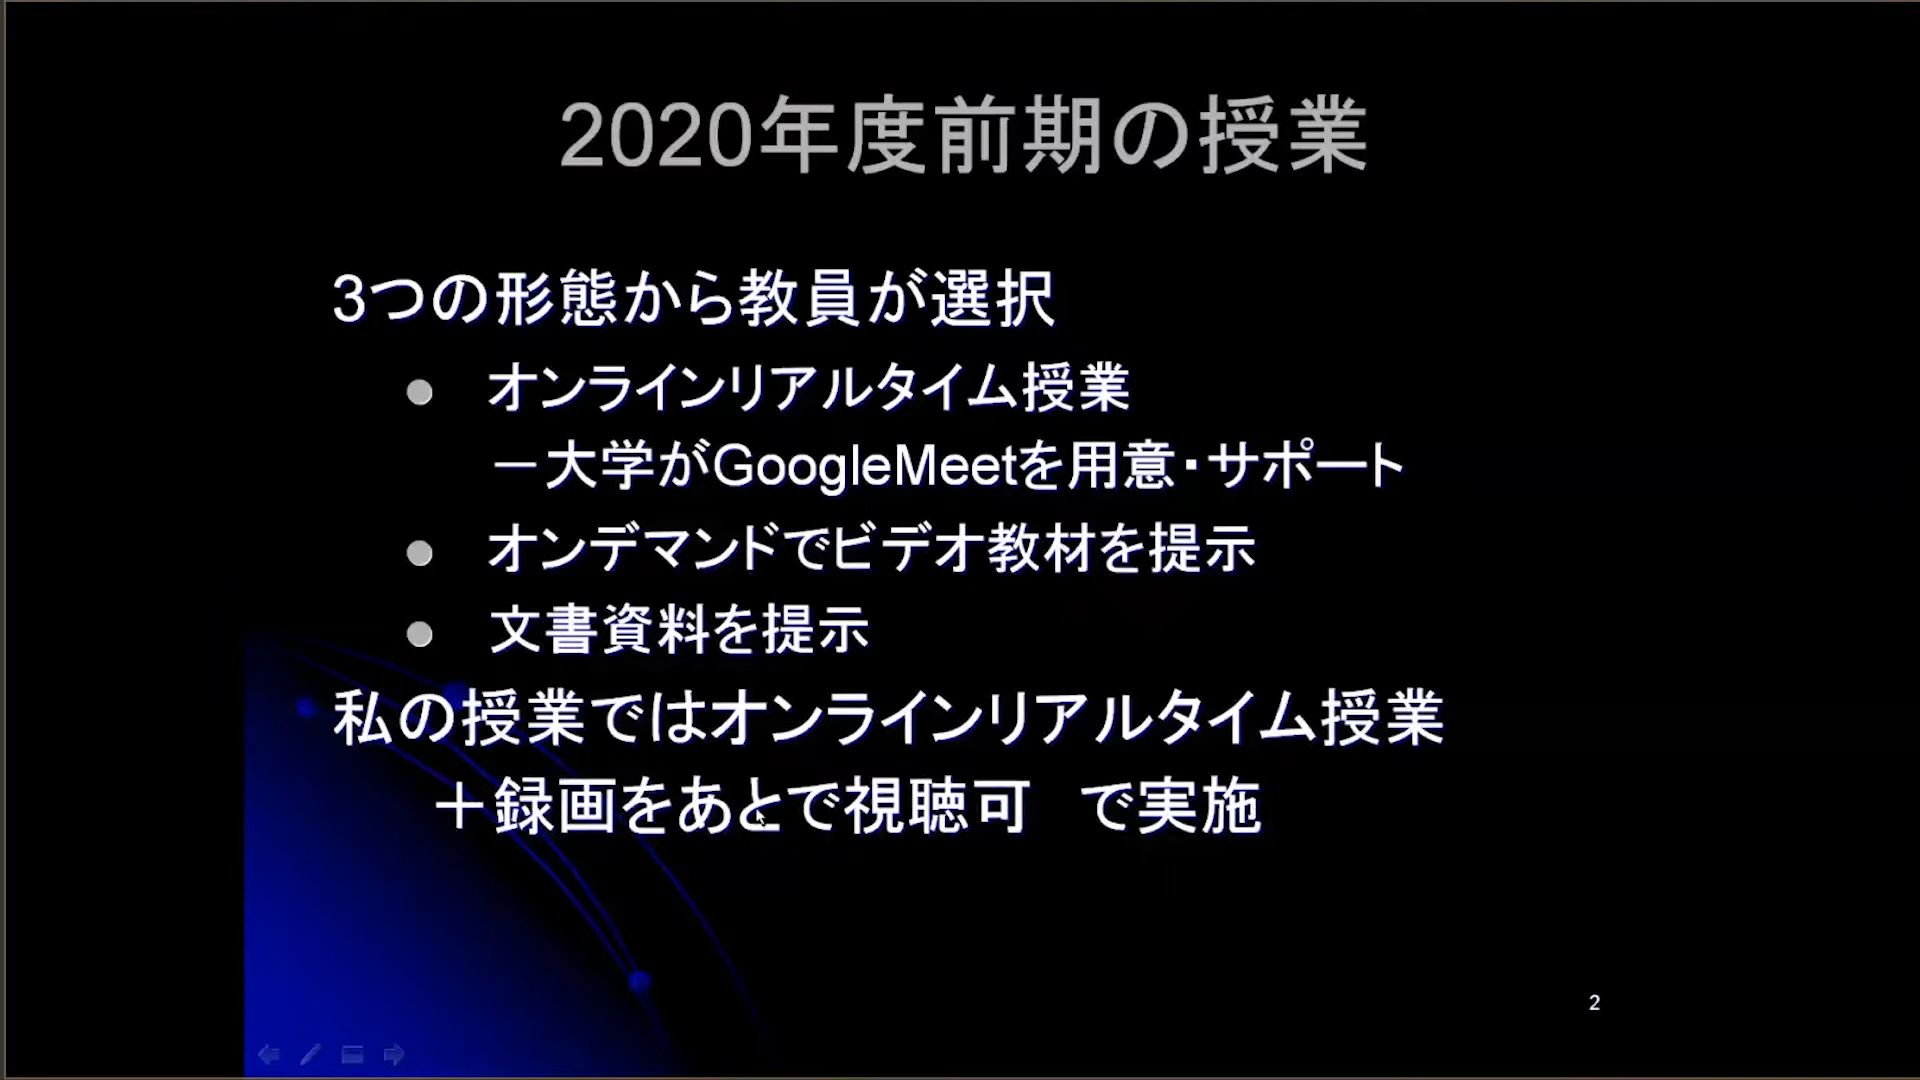 2020年度前期の授業
3つの形態から教員が選択
● オンラインリアルタイム授業
－大学がGoogleMeetを用意・サポート
● オンデマンドでビデオ教材を提示
● 文書資料を提示
私の授業ではオンラインリアルタイム授業
＋録画をあとで視聴可　で実施
2